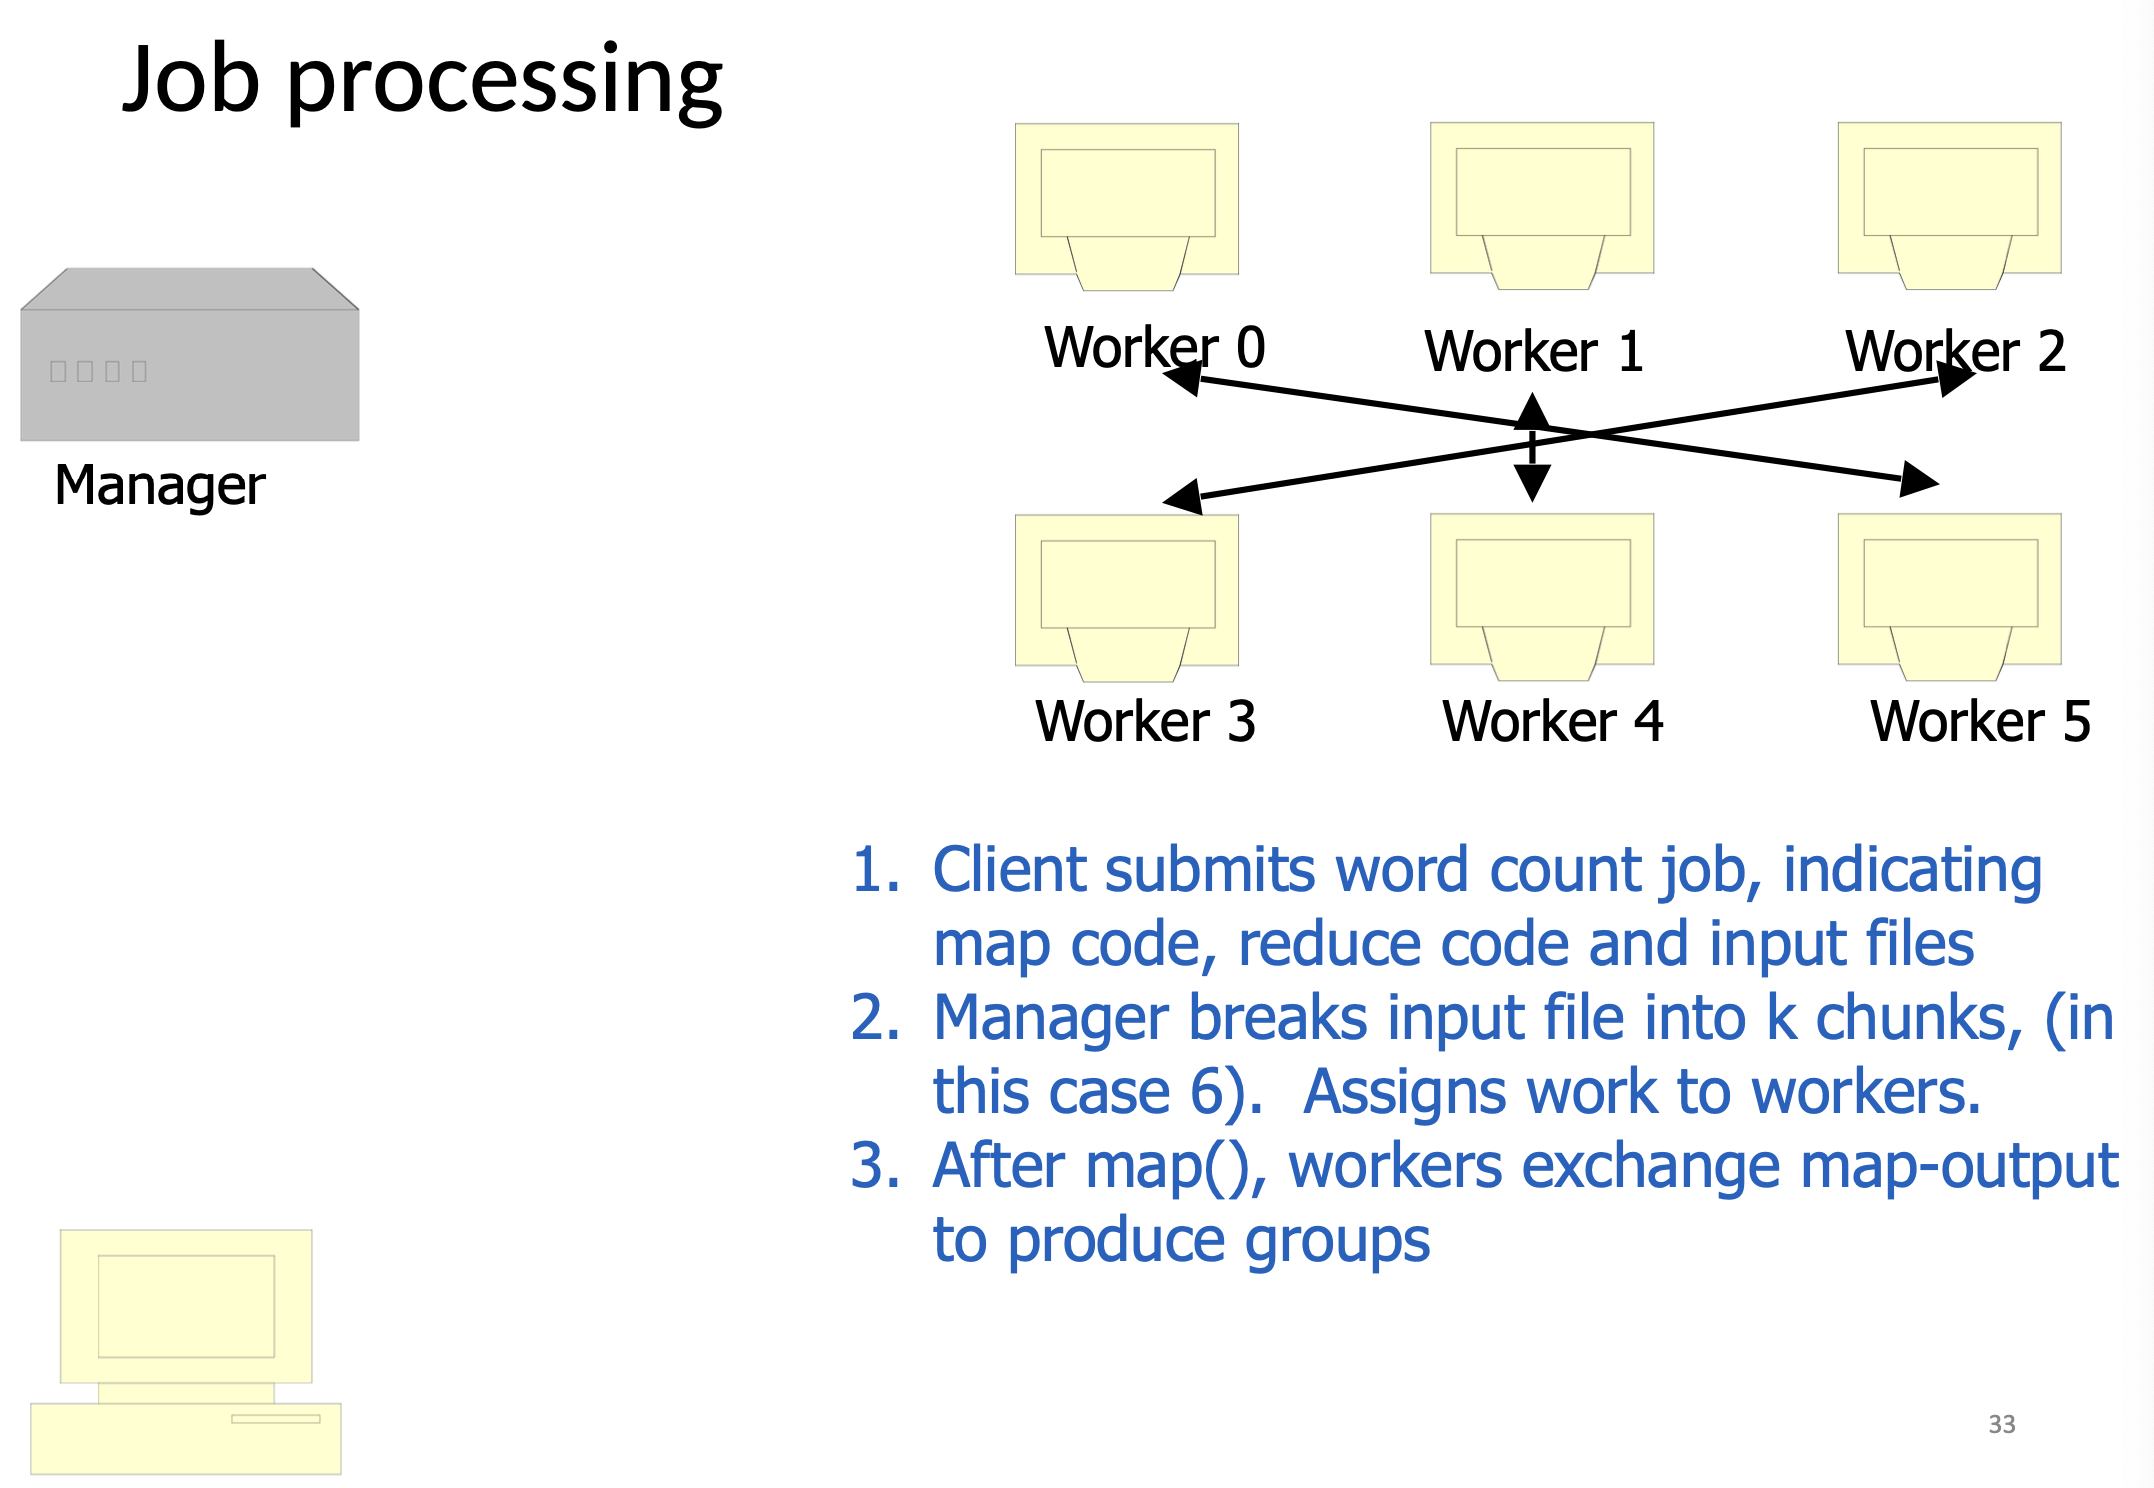 Job processing
Worker 0
Worker 1
Worker 2
Manager
Worker 3
Worker 4
Worker 5
1. Client submits word count job, indicating
map code, reduce code and input files
2. Manager breaks input file into k chunks, (in
this case 6).  Assigns work to workers.
3. After map(), workers exchange map-output
to produce groups
33